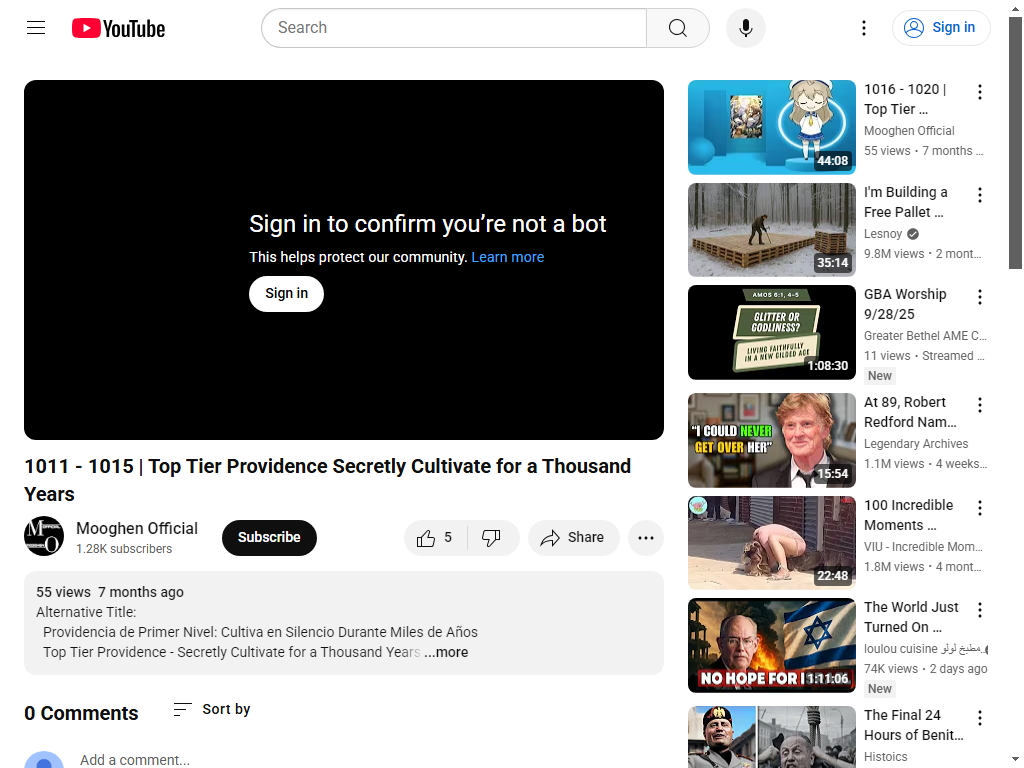 YouTube
Search
Sign in
Sign in to confirm you’re not a bot
This helps protect our community. Learn more
Sign in
1011 - 1015 | Top Tier Providence Secretly Cultivate for a Thousand
Years
Mooghen Official
1.28K subscribers
Subscribe
5
Share
55 views 7 months ago
Alternative Title:
Providencia de Primer Nivel: Cultiva en Silencio Durante Miles de Años
Top Tier Providence - Secretly Cultivate for a Thousand Years ...more
0 Comments
Sort by
Add a comment...
44:08
1016 - 1020 |
Top Tier ...
Mooghen Official
55 views • 7 months ...
35:14
I'm Building a
Free Pallet ...
Lesnoy
9.8M views • 2 mont...
AMOS 6:1, 4-5
GLITTER OR
GODLINESS?
LIVING FAITHFULLY
IN A NEW GILDED AGE
1:08:30
GBA Worship
9/28/25
Greater Bethel AME C...
11 views • Streamed ...
New
"I COULD NEVER
GET OVER HER"
15:54
At 89, Robert
Redford Nam...
Legendary Archives
1.1M views • 4 weeks...
22:48
100 Incredible
Moments ...
VIU - Incredible Mom...
1.8M views • 4 mont...
NO HOPE FOR
1:11:06
The World Just
Turned On ...
loulou cuisine مطبخ لولو
74K views • 2 days ago
New
The Final 24
Hours of Benit...
Histoics